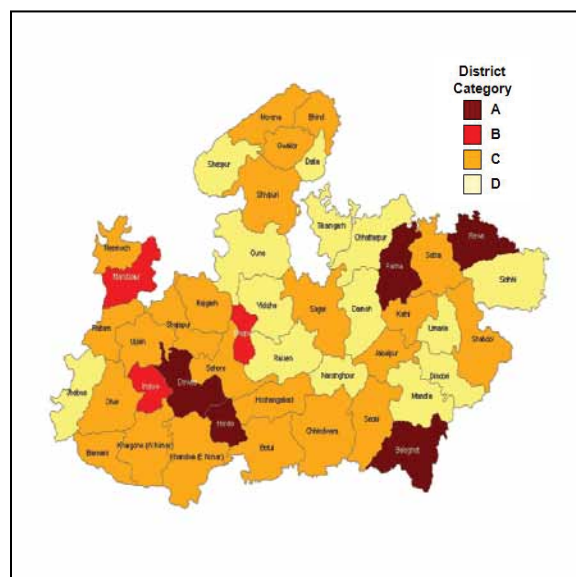 District
Category
A
B
C
D
Morena
Bhind
Gwalior
Datia
Sheopur
Shivpuri
Tikamgarh
Chhatarpur
Rewa
Panna
Satna
Sidhi
Guna
Neemuch
Mandsaur
Vidisha
Sagar
Damoh
Katni
Umaria
Shahdol
Rajgarh
Ratlam
Ujjain
Shajapur
Raisen
Jabalpur
Dindori
Jhabua
Sehore
Narsinghpur
Indore
Dewas
Mandla
Dhar
Hoshangabad
Seoni
Harda
Chhindwara
Betul
Balaghat
Khargone (W.Nimar)
Khandwa (E. Nimar)
Barwani